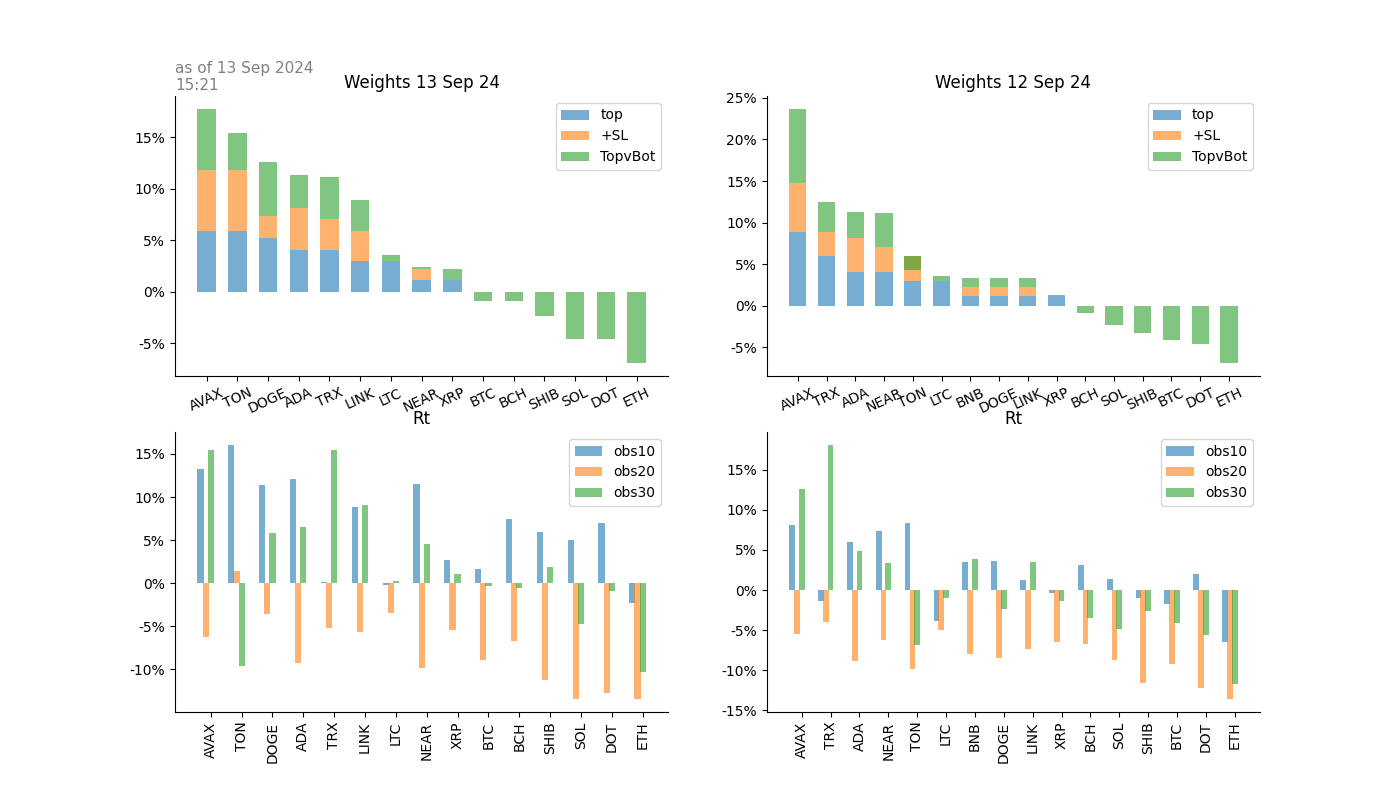 as of 13 Sep 2024
15:21
Weights 13 Sep 24
top
+SL
TopvBot
15%
10%
5%
0%
-5%
AVAX TON DOGE ADA TRX LINK LTC NEAR XRP BTC BCH SHIB SOL DOT ETH
Weights 12 Sep 24
top
+SL
TopvBot
25%
20%
15%
10%
5%
0%
-5%
AVAX TRX ADA NEAR TON LTC BNB DOGE LINK XRP BCH SOL SHIB BTC DOT ETH
Rt
obs10
obs20
obs30
15%
10%
5%
0%
-5%
-10%
AVAX TON DOGE ADA TRX LINK LTC NEAR XRP BTC BCH SHIB SOL DOT ETH
Rt
obs10
obs20
obs30
15%
10%
5%
0%
-5%
-10%
-15%
AVAX TRX ADA NEAR TON LTC BNB DOGE LINK XRP BCH SOL SHIB BTC DOT ETH